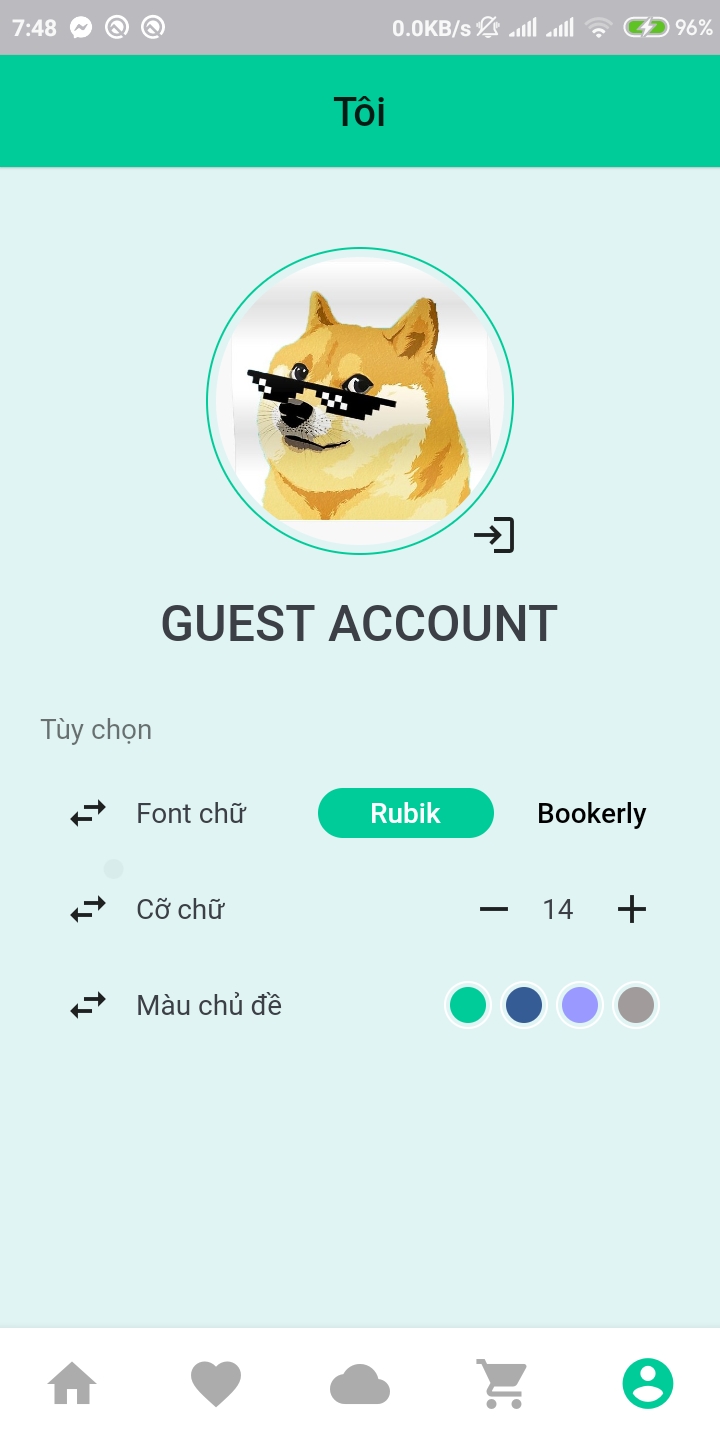 7:48 0.0KB/s 96%
Tôi
GUEST ACCOUNT
Tùy chọn
Font chữ Rubik Bookerly
Cỡ chữ 14
Màu chủ đề